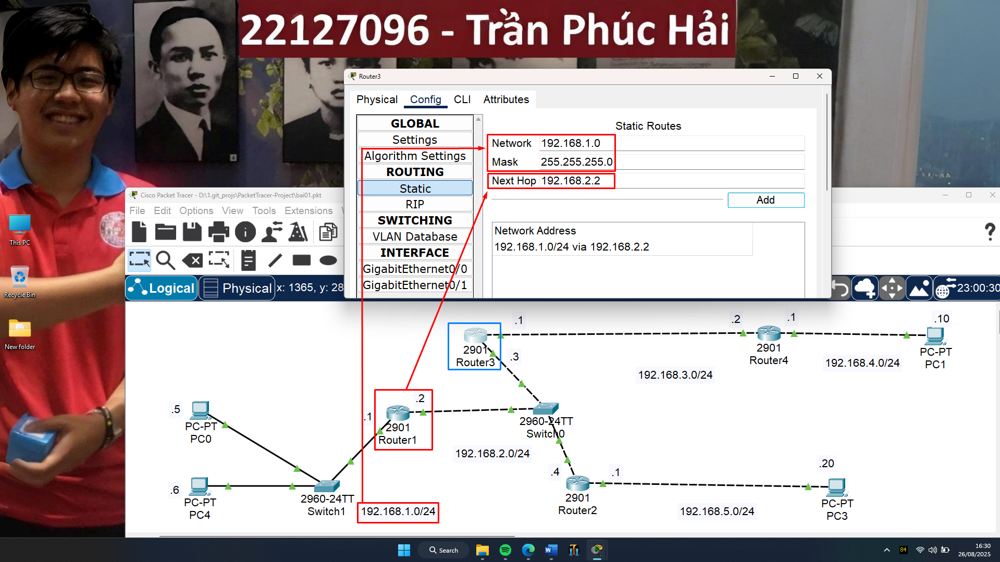 22127096 - Trần Phúc Hải
Router3
Physical Config CLI Attributes
GLOBAL
Settings
Algorithm Settings
ROUTING
Static
RIP
SWITCHING
VLAN Database
INTERFACE
GigabitEthernet0/0
GigabitEthernet0/1
Static Routes
Network 192.168.1.0
Mask 255.255.255.0
Next Hop 192.168.2.2
Add
Network Address
192.168.1.0/24 via 192.168.2.2
Cisco Packet Tracer - D:\1.git_projs\PacketTracer-Project\bai01.pkt
File Edit Options View Tools Extensions
Logical Physical x: 1365, y: 28
23:00:30
This PC
Recycle Bin
New folder
.1
.2
.1
.10
2901
Router3
.3
2901
Router4
PC-PT
PC1
192.168.3.0/24
192.168.4.0/24
.5
PC-PT
PC0
.1
.2
2901
Router1
2960-24TT
Switch0
192.168.2.0/24
.6
PC-PT
PC4
2960-24TT
Switch1
192.168.1.0/24
.4
.1
2901
Router2
192.168.5.0/24
.20
PC-PT
PC3
Search
84
16:30
26/08/2025